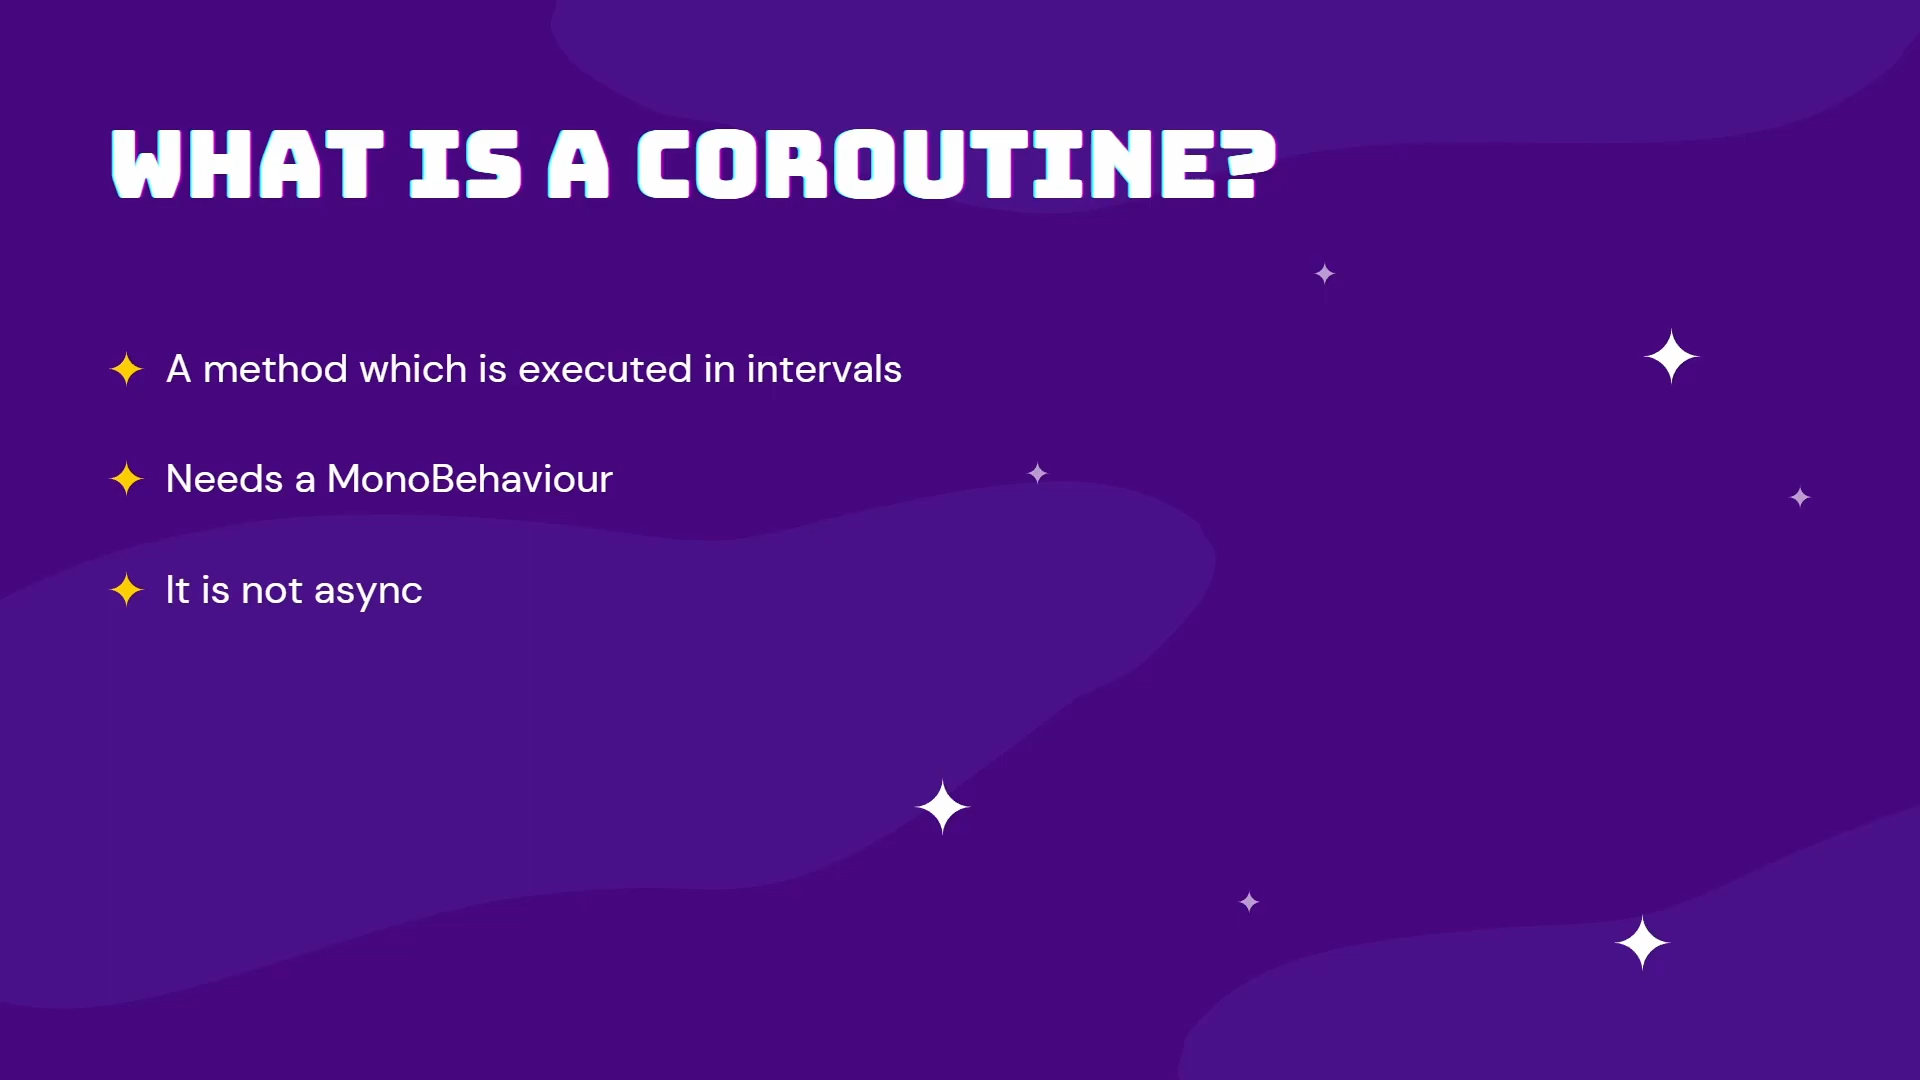 WHAT IS A COROUTINE?
A method which is executed in intervals
Needs a MonoBehaviour
It is not async